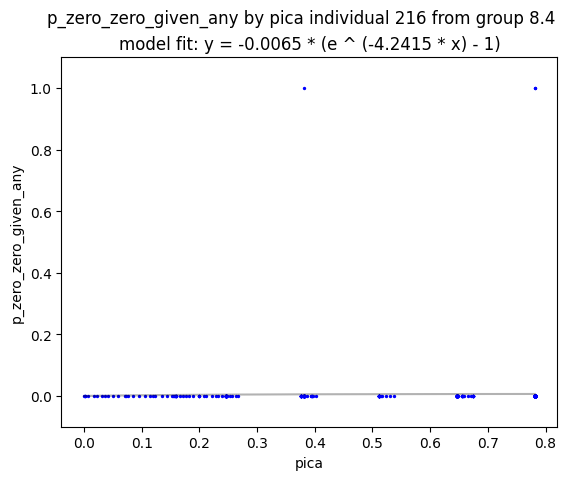 p_zero_zero_given_any by pica individual 216 from group 8.4
model fit: y = -0.0065 * (e ^ (-4.2415 * x) - 1)
1.0
0.8
0.6
0.4
0.2
0.0
p_zero_zero_given_any
0.0 0.1 0.2 0.3 0.4 0.5 0.6 0.7 0.8
pica